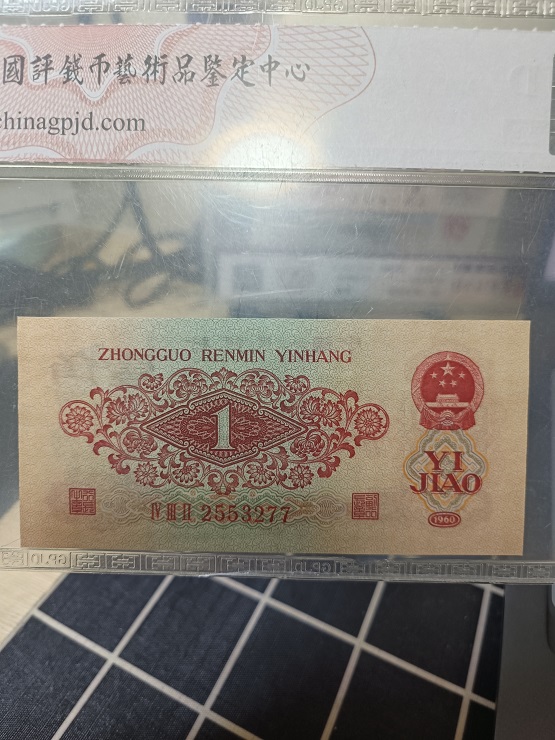 國評錢币藝術品鑒定中心
chinagpjd.com
ZHONGGUO RENMIN YINHANG
1
YI
JIAO
IV III II 2553277
1960